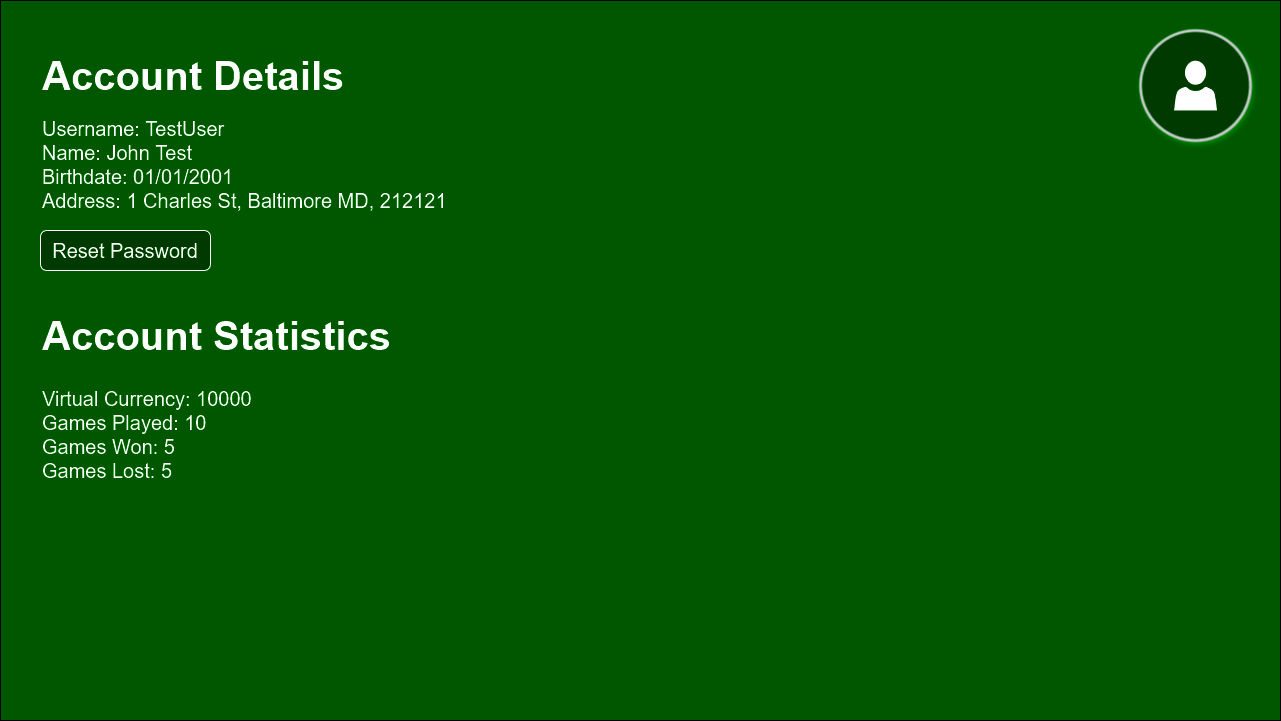 Account Details
Username: TestUser
Name: John Test
Birthdate: 01/01/2001
Address: 1 Charles St, Baltimore MD, 212121
Reset Password
Account Statistics
Virtual Currency: 10000
Games Played: 10
Games Won: 5
Games Lost: 5